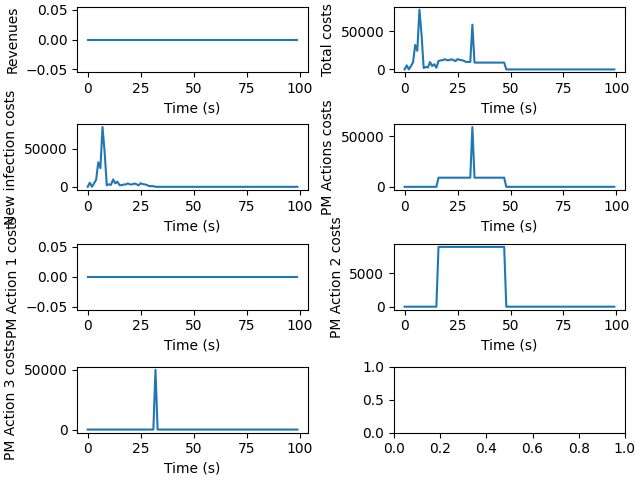 Revenues
0.05
0.00
−0.05
0 25 50 75 100
Time (s)
Total costs
50000
0
0 25 50 75 100
Time (s)
New infection costs
50000
0
0 25 50 75 100
Time (s)
PM Actions costs
50000
0
0 25 50 75 100
Time (s)
PM Action 1 costs
0.05
0.00
−0.05
0 25 50 75 100
Time (s)
PM Action 2 costs
5000
0
0 25 50 75 100
Time (s)
PM Action 3 costs
50000
0
0 25 50 75 100
Time (s)
1.0
0.5
0.0
0.0 0.2 0.4 0.6 0.8 1.0